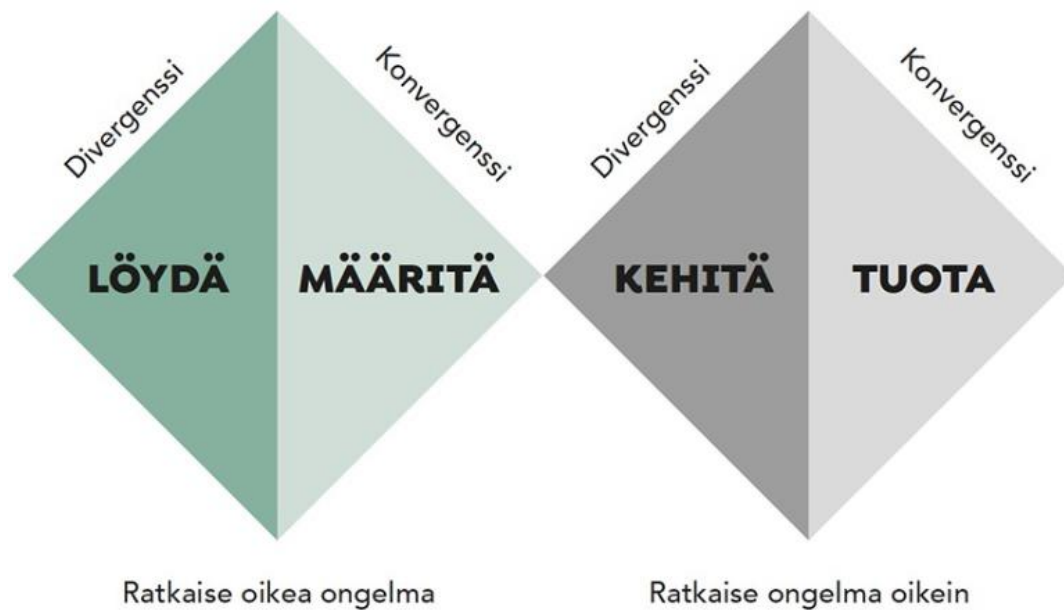 Divergenssi
Konvergenssi
Divergenssi
Konvergenssi
LÖYDÄ
MÄÄRITÄ
KEHITÄ
TUOTA
Ratkaise oikea ongelma
Ratkaise ongelma oikein